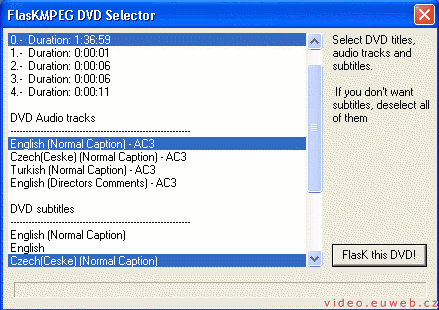 FlasKMPEG DVD Selector
0.-  Duration: 1:36:59
1.-  Duration: 0:00:01
2.-  Duration: 0:00:06
3.-  Duration: 0:00:06
4.-  Duration: 0:00:11
DVD Audio tracks
------------------------------------------------------------
English (Normal Caption) - AC3
Czech(Ceske) (Normal Caption) - AC3
Turkish (Normal Caption) - AC3
English (Directors Comments) - AC3
DVD subtitles
------------------------------------------------------------
English (Normal Caption)
English
Czech(Ceske) (Normal Caption)
Select DVD titles,
audio tracks and
subtitles.
If you don't want
subtitles, deselect all
of them
FlasK this DVD!
video.euweb.cz